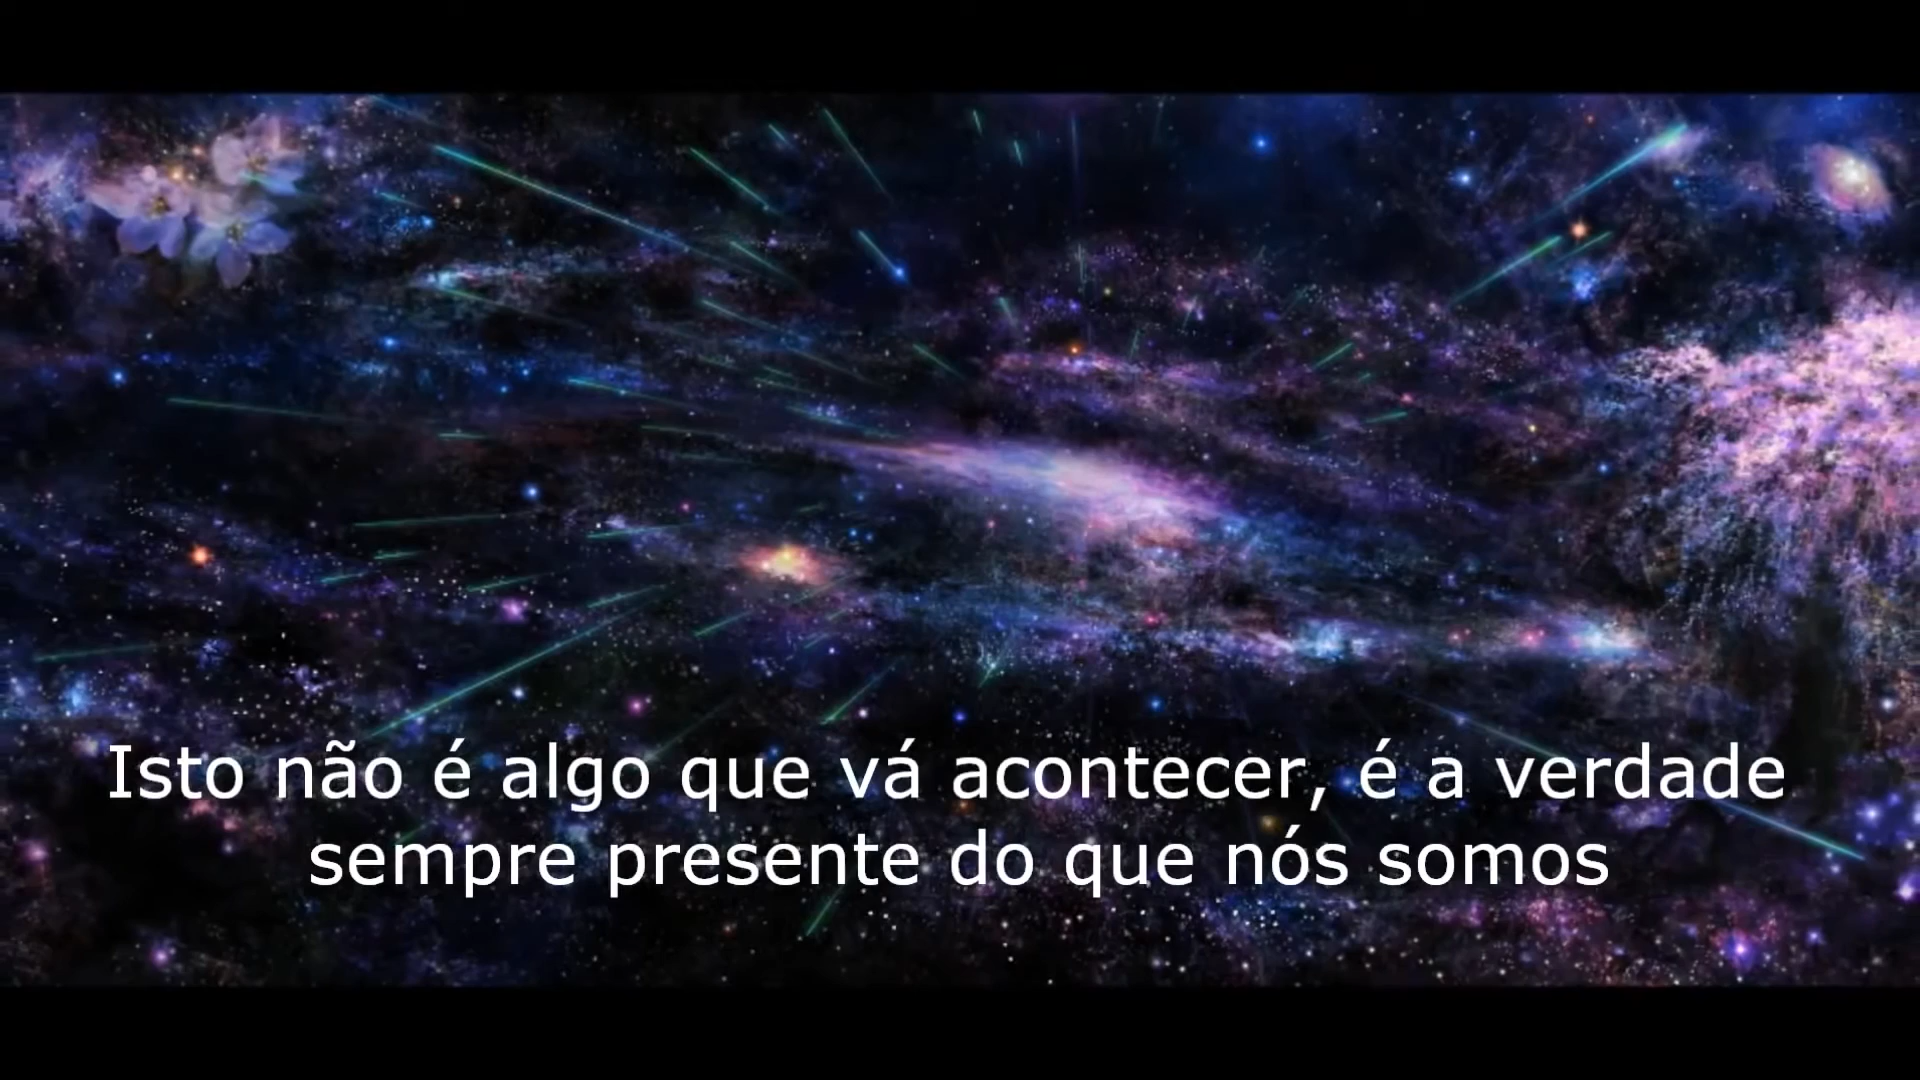 Isto não é algo que vá acontecer, é a verdade
sempre presente do que nós somos